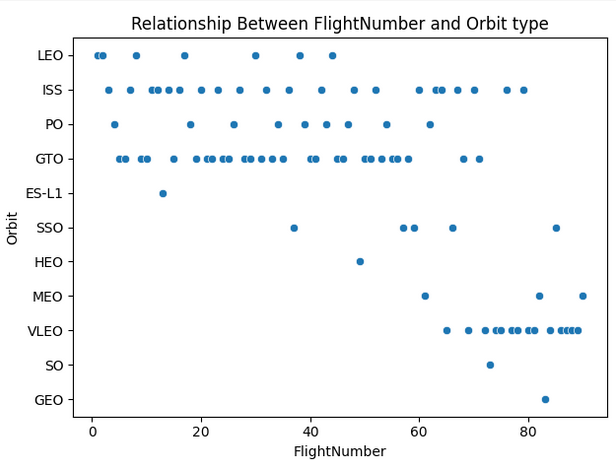 Relationship Between FlightNumber and Orbit type
LEO
ISS
PO
GTO
ES-L1
SSO
HEO
MEO
VLEO
SO
GEO
Orbit
0 20 40 60 80
FlightNumber